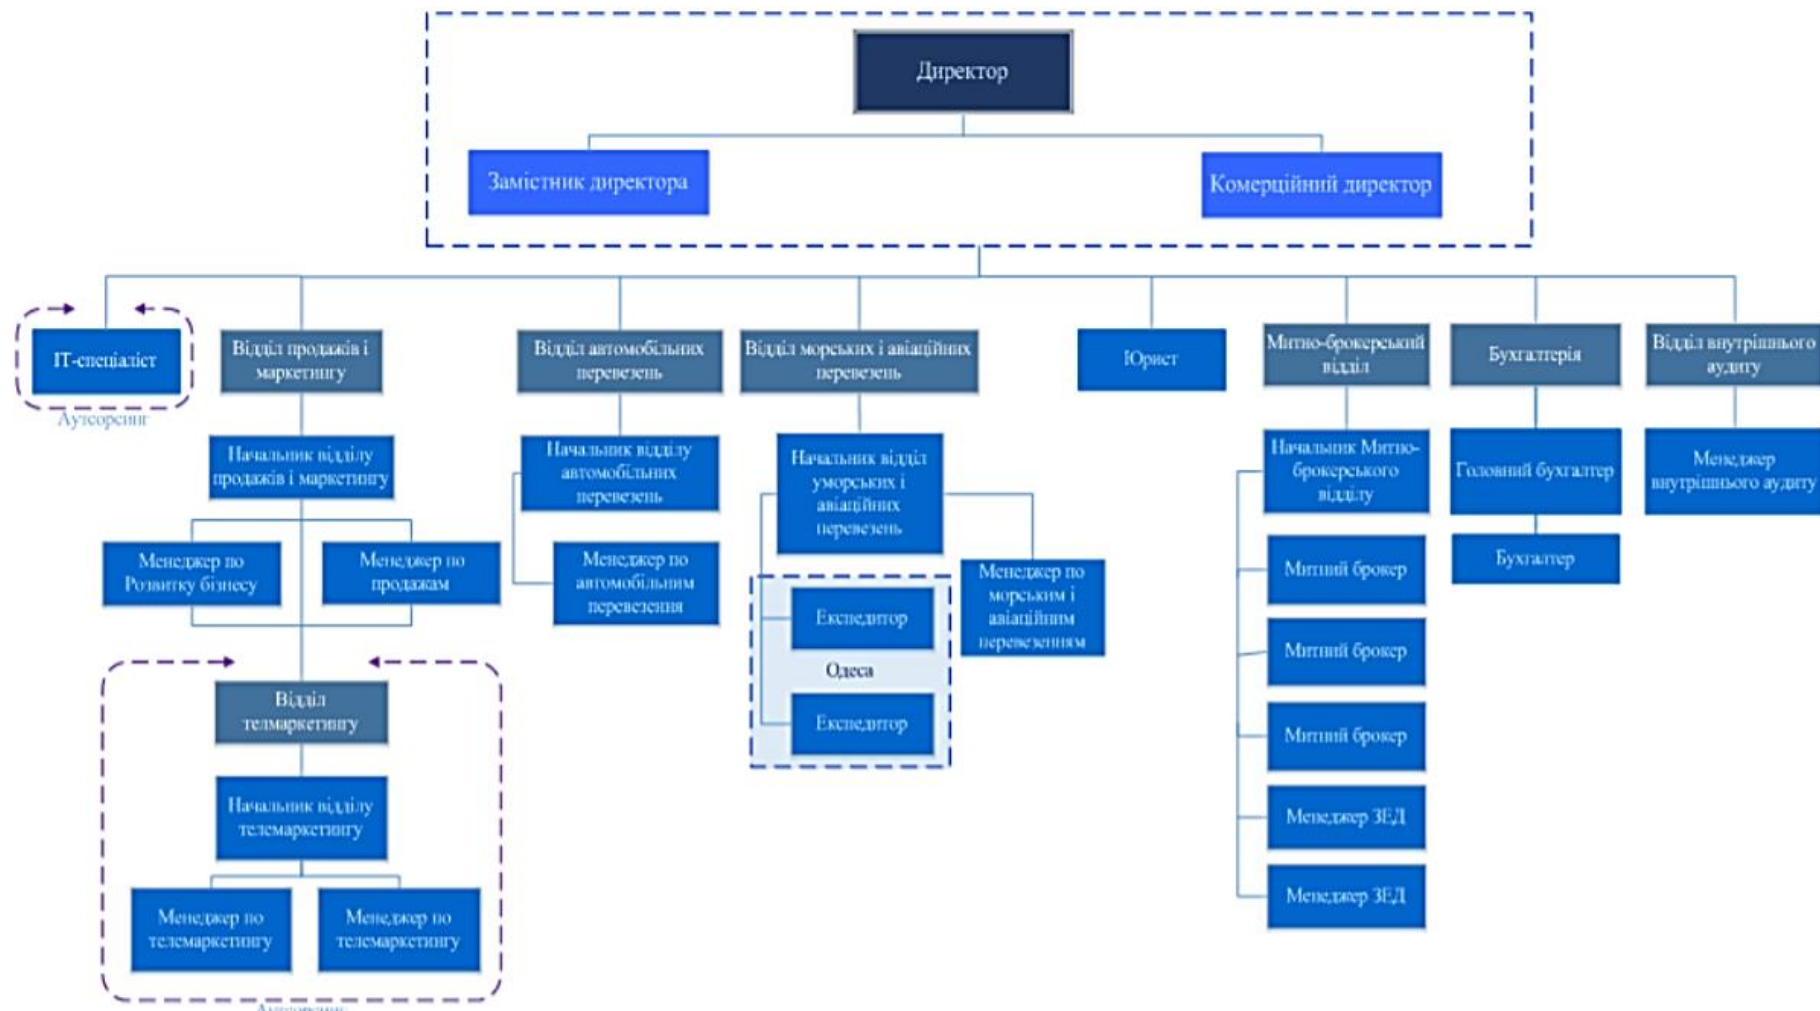 Директор
Замістник директора
Комерційний директор
ІТ-спеціаліст
Аутсорсинг
Відділ продажів і
маркетингу
Відділ автомобільних
перевезень
Відділ морських і авіаційних
перевезень
Юрист
Митно-брокерський
відділ
Бухгалтерія
Відділ внутрішнього
аудиту
Начальник відділу
продажів і маркетингу
Менеджер по
Розвитку бізнесу
Менеджер по
продажам
Відділ
телмаркетингу
Начальник відділу
телемаркетингу
Менеджер по
телемаркетингу
Менеджер по
телемаркетингу
Аутсорсинг
Начальник відділу
автомобільних
перевезень
Менеджер по
автомобільним
перевезення
Начальник відділ
уморських і
авіаційних
перевезень
Експедитор
Одеса
Експедитор
Менеджер по
морським і
авіаційним
перевезенням
Начальник Митно-
брокерського
відділу
Митний брокер
Митний брокер
Митний брокер
Менеджер ЗЕД
Менеджер ЗЕД
Головний бухгалтер
Бухгалтер
Менеджер
внутрішнього аудиту